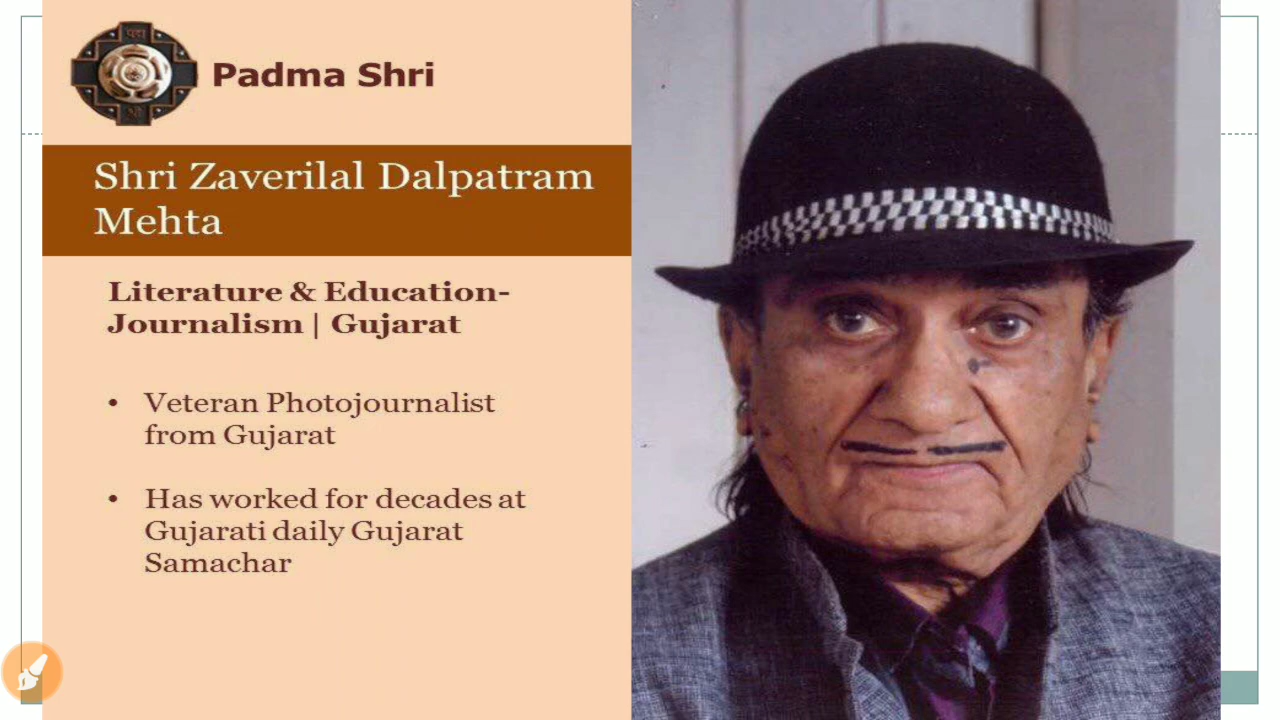 Padma Shri
Shri Zaverilal Dalpatram
Mehta
Literature & Education-
Journalism | Gujarat
• Veteran Photojournalist
from Gujarat
• Has worked for decades at
Gujarati daily Gujarat
Samachar